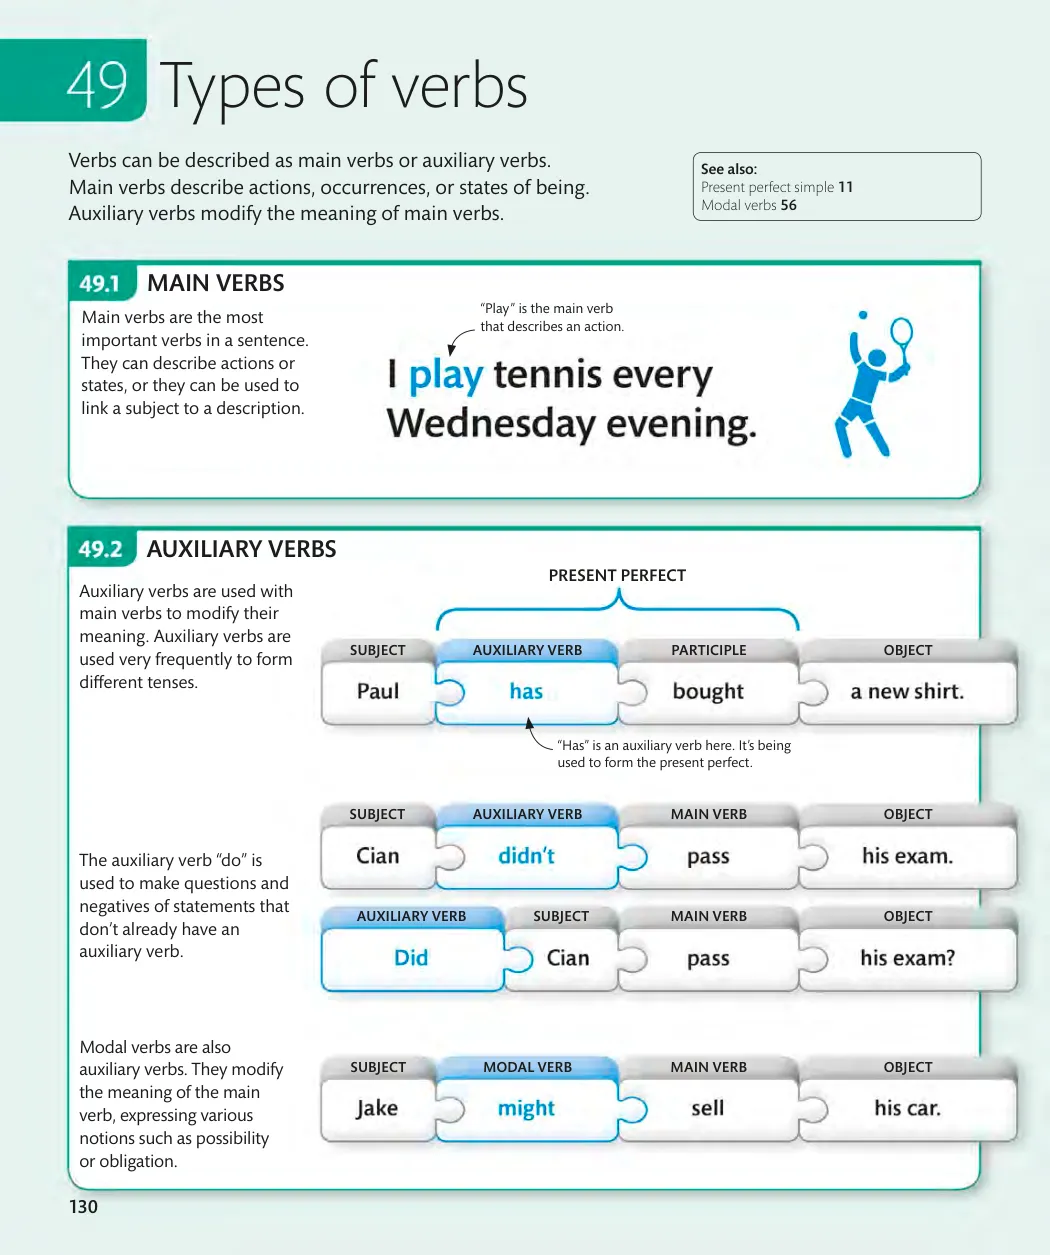 49 Types of verbs
Verbs can be described as main verbs or auxiliary verbs.
Main verbs describe actions, occurrences, or states of being.
Auxiliary verbs modify the meaning of main verbs.
See also:
Present perfect simple 11
Modal verbs 56
49.1 MAIN VERBS
Main verbs are the most
important verbs in a sentence.
They can describe actions or
states, or they can be used to
link a subject to a description.
“Play” is the main verb
that describes an action.
I play tennis every
Wednesday evening.
49.2 AUXILIARY VERBS
Auxiliary verbs are used with
main verbs to modify their
meaning. Auxiliary verbs are
used very frequently to form
different tenses.
PRESENT PERFECT
SUBJECT AUXILIARY VERB PARTICIPLE OBJECT
Paul has bought a new shirt.
“Has” is an auxiliary verb here. It’s being
used to form the present perfect.
The auxiliary verb “do” is
used to make questions and
negatives of statements that
don’t already have an
auxiliary verb.
SUBJECT AUXILIARY VERB MAIN VERB OBJECT
Cian didn’t pass his exam.
AUXILIARY VERB SUBJECT MAIN VERB OBJECT
Did Cian pass his exam?
Modal verbs are also
auxiliary verbs. They modify
the meaning of the main
verb, expressing various
notions such as possibility
or obligation.
SUBJECT MODAL VERB MAIN VERB OBJECT
Jake might sell his car.
130